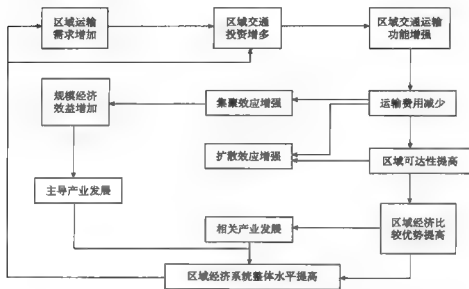 区域运输
需求增加
区域交通
投资增多
区域交通运输
功能增强
规模经济
效益增加
集聚效应增强
运输费用减少
扩散效应增强
区域可达性提高
主导产业发展
相关产业发展
区域经济比
较优势提高
区域经济系统整体水平提高